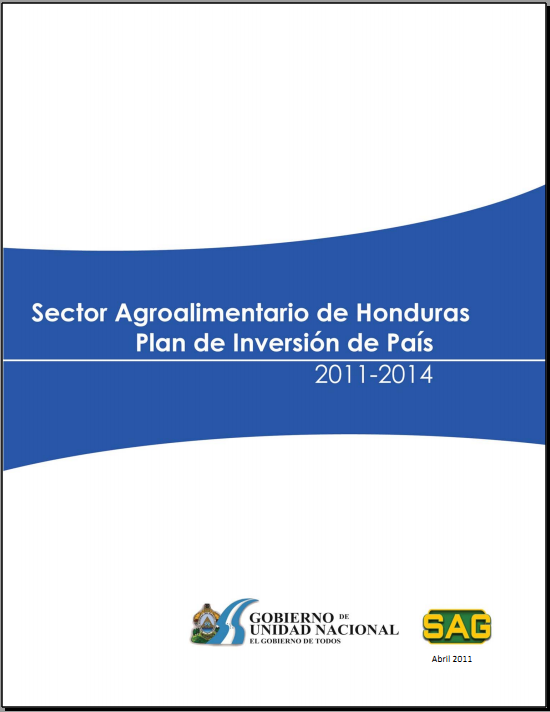 Sector Agroalimentario de Honduras
Plan de Inversión de País
2011-2014
GOBIERNO DE
UNIDAD NACIONAL
EL GOBIERNO DE TODOS
SAG
Abril 2011